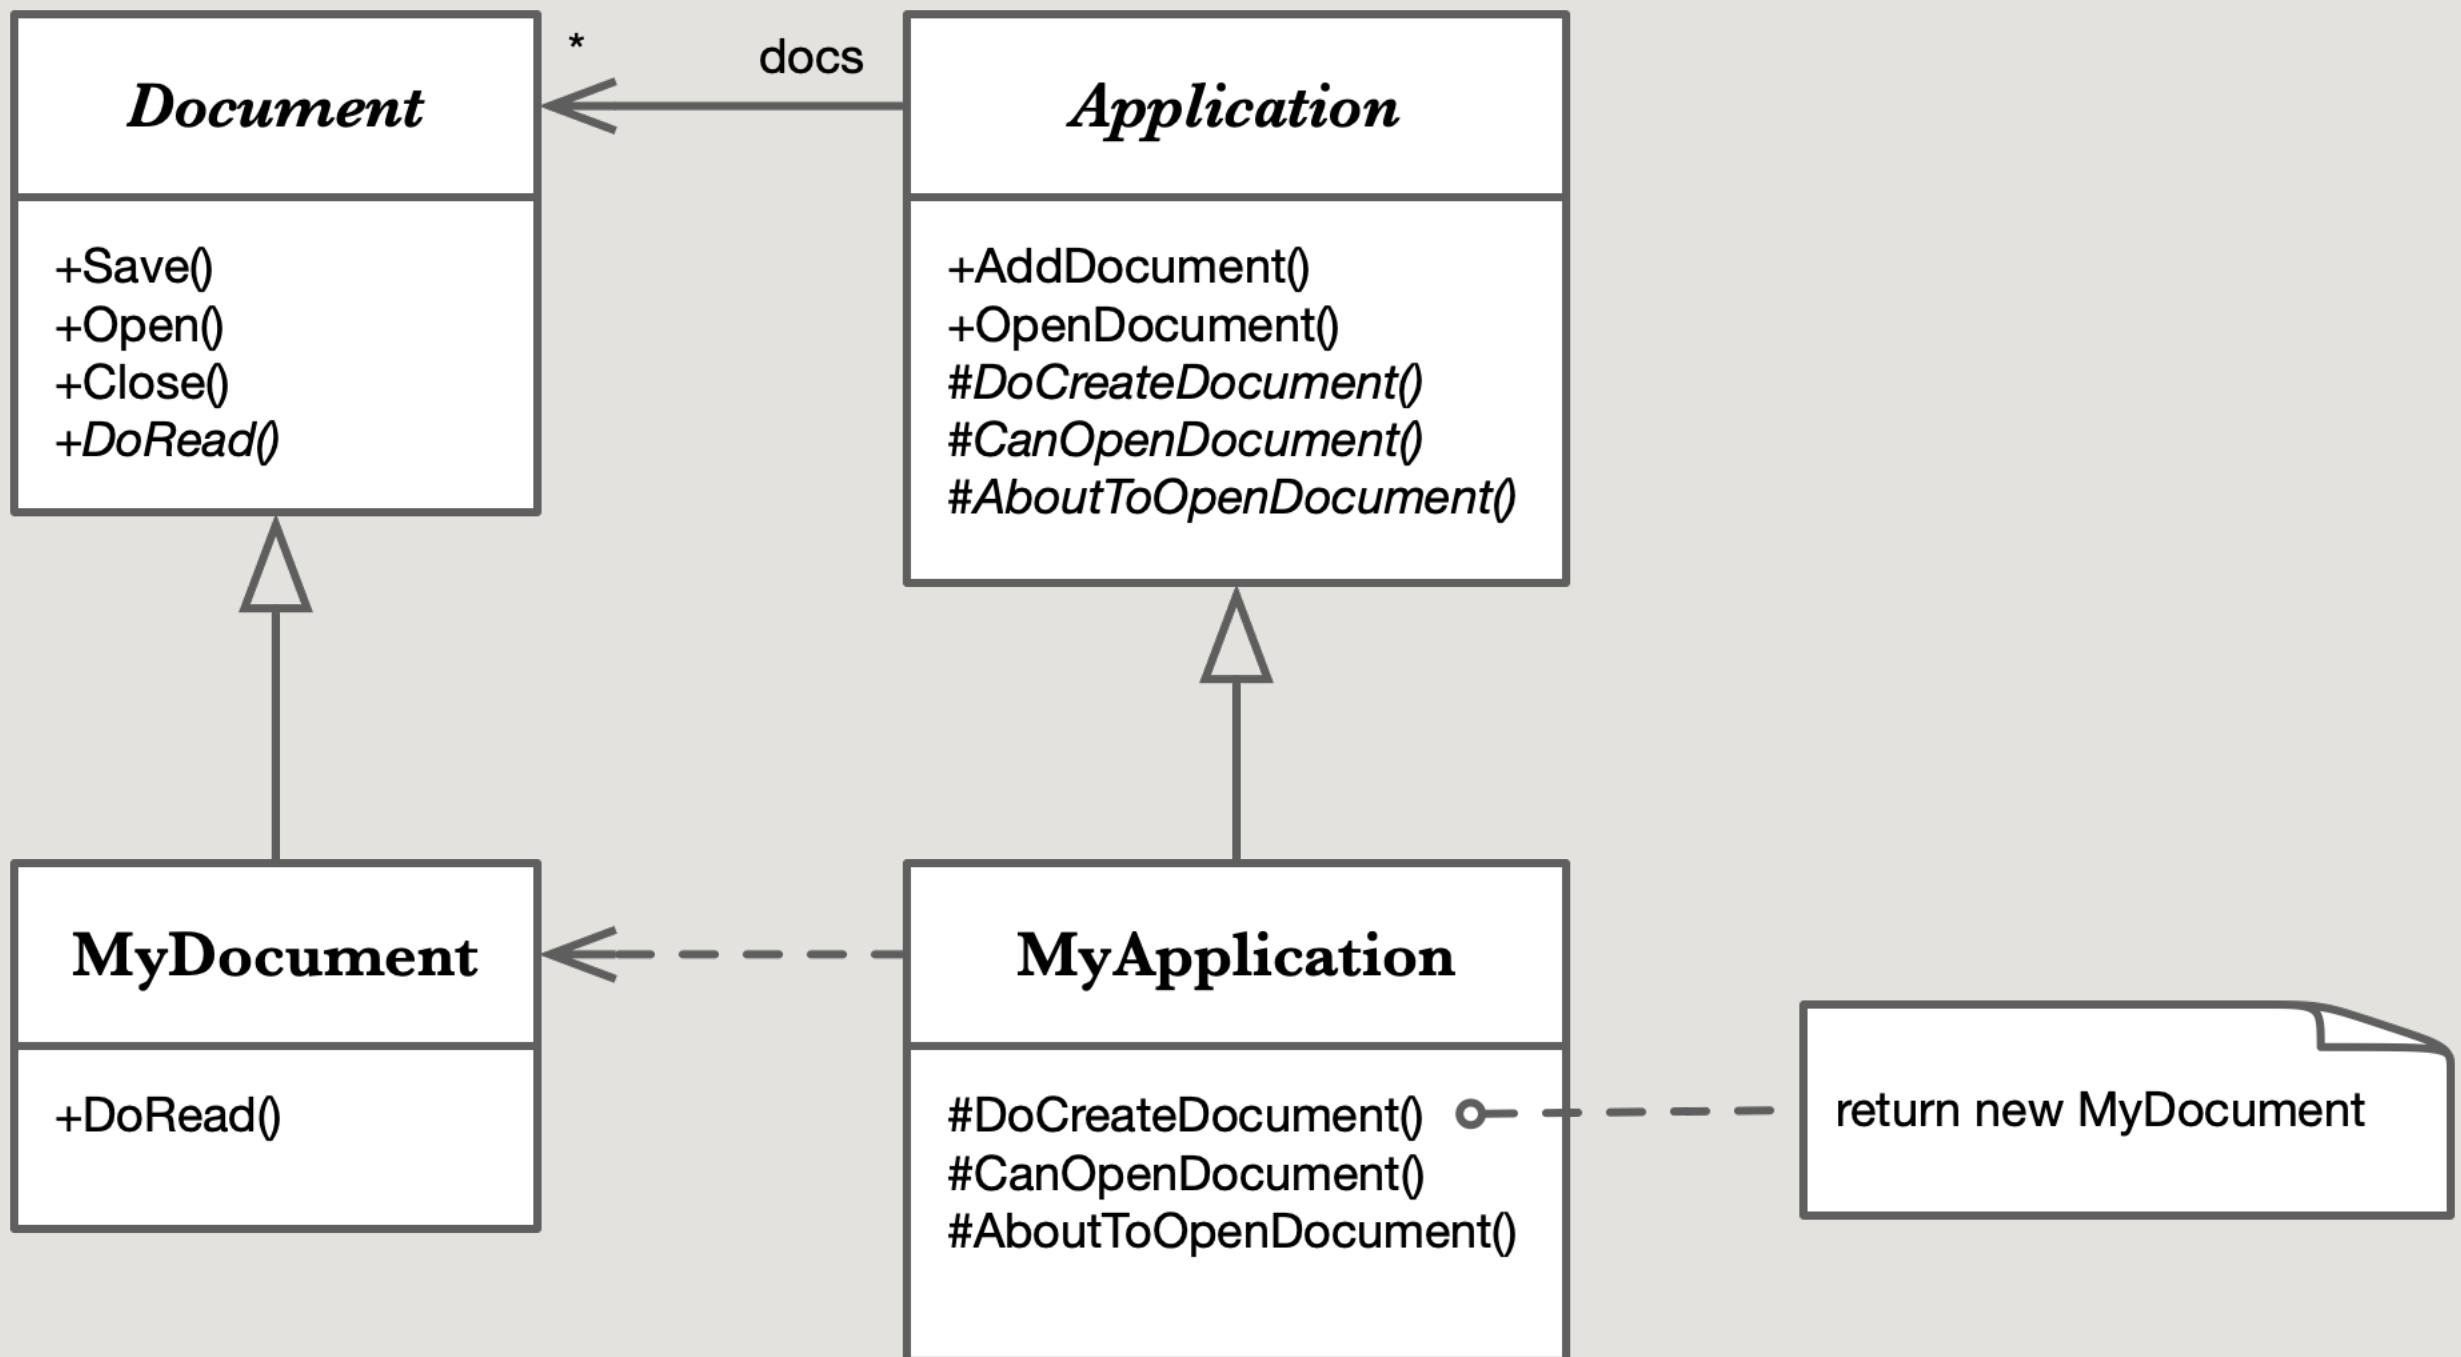 Document
*
docs
Application
+Save()
+Open()
+Close()
+DoRead()
+AddDocument()
+OpenDocument()
#DoCreateDocument()
#CanOpenDocument()
#AboutToOpenDocument()
MyDocument
MyApplication
+DoRead()
#DoCreateDocument()
#CanOpenDocument()
#AboutToOpenDocument()
return new MyDocument